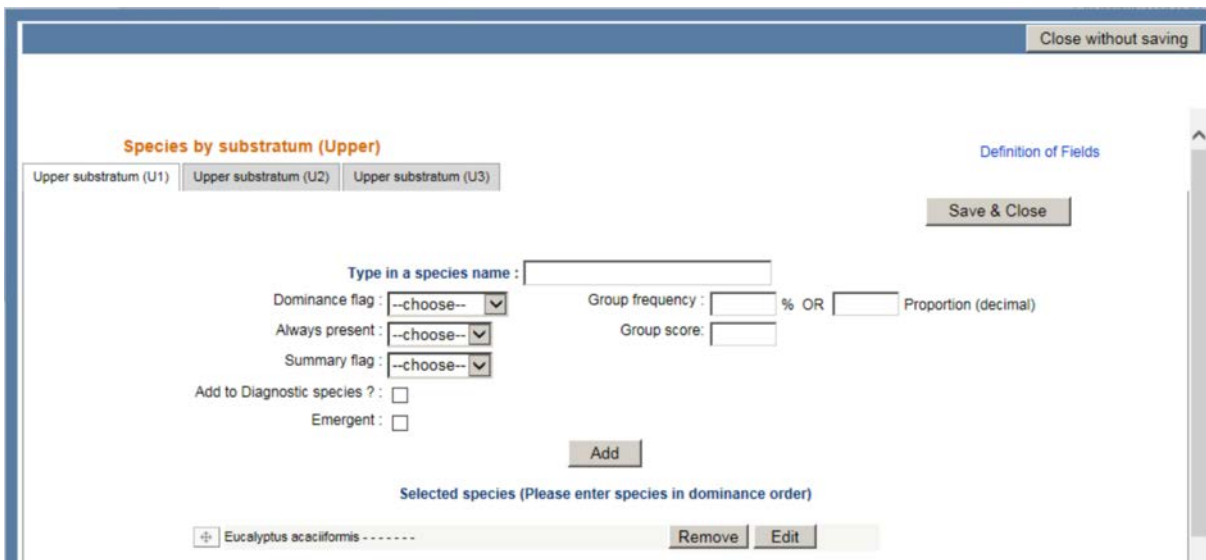 Close without saving
Species by substratum (Upper)
Definition of Fields
Upper substratum (U1) Upper substratum (U2) Upper substratum (U3)
Save & Close
Type in a species name :
Dominance flag : --choose-- Group frequency : % OR Proportion (decimal)
Always present : --choose-- Group score:
Summary flag : --choose--
Add to Diagnostic species ? :
Emergent :
Add
Selected species (Please enter species in dominance order)
Eucalyptus acaciiformis - - - - - - - Remove Edit